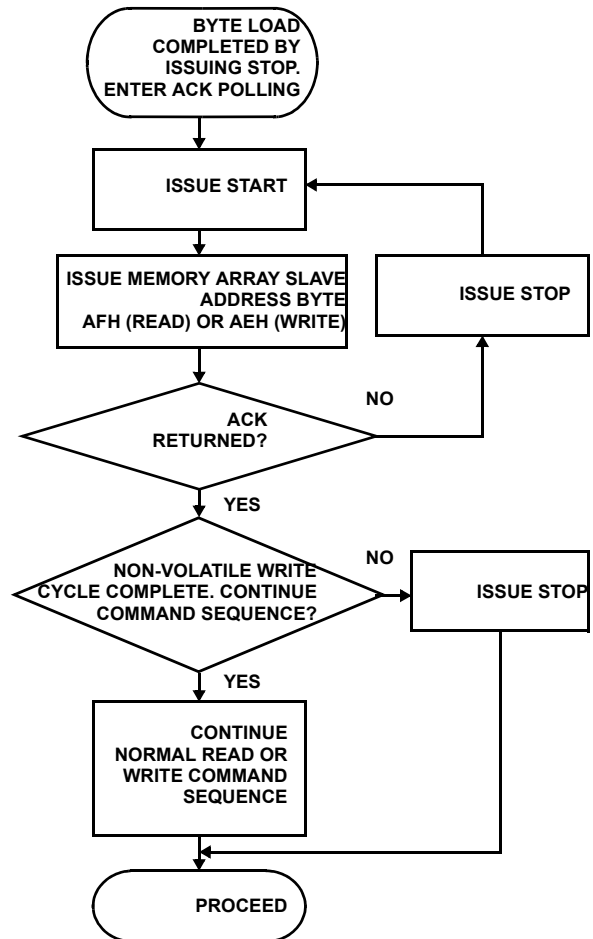 BYTE LOAD
COMPLETED BY
ISSUING STOP.
ENTER ACK POLLING
ISSUE START
ISSUE MEMORY ARRAY SLAVE
ADDRESS BYTE
AFH (READ) OR AEH (WRITE)
ISSUE STOP
ACK
RETURNED?
NO
YES
NON-VOLATILE WRITE
CYCLE COMPLETE. CONTINUE
COMMAND SEQUENCE?
NO
ISSUE STOP
YES
CONTINUE
NORMAL READ OR
WRITE COMMAND
SEQUENCE
PROCEED